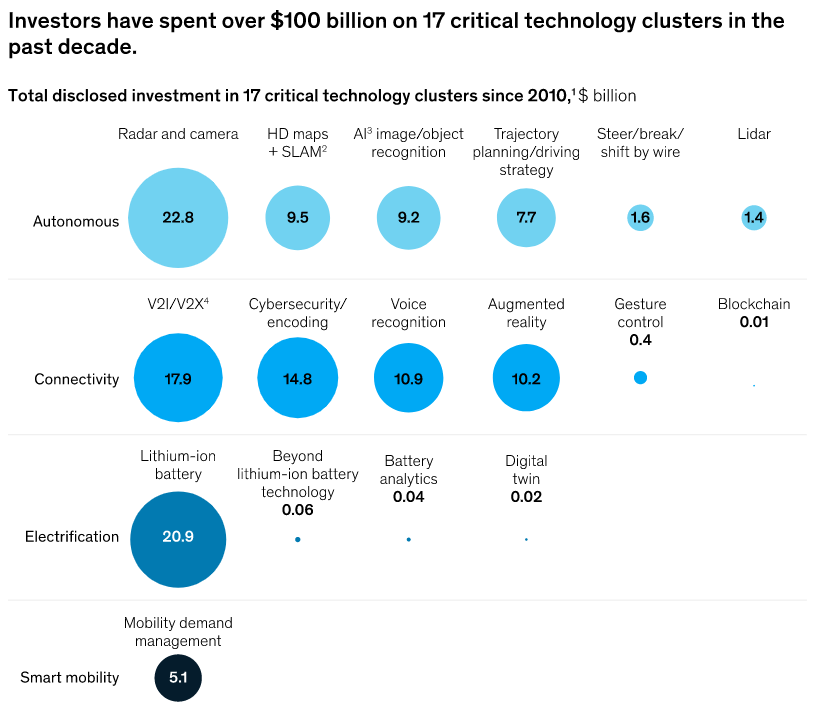 Investors have spent over $100 billion on 17 critical technology clusters in the
past decade.
Total disclosed investment in 17 critical technology clusters since 2010,¹ $ billion
Radar and camera
HD maps
+ SLAM²
AI³ image/object
recognition
Trajectory
planning/driving
strategy
Steer/break/
shift by wire
Lidar
Autonomous
22.8
9.5
9.2
7.7
1.6
1.4
V2I/V2X⁴
Cybersecurity/
encoding
Voice
recognition
Augmented
reality
Gesture
control
0.4
Blockchain
0.01
Connectivity
17.9
14.8
10.9
10.2
Lithium-ion
battery
Beyond
lithium-ion battery
technology
0.06
Battery
analytics
0.04
Digital
twin
0.02
Electrification
20.9
Mobility demand
management
Smart mobility
5.1